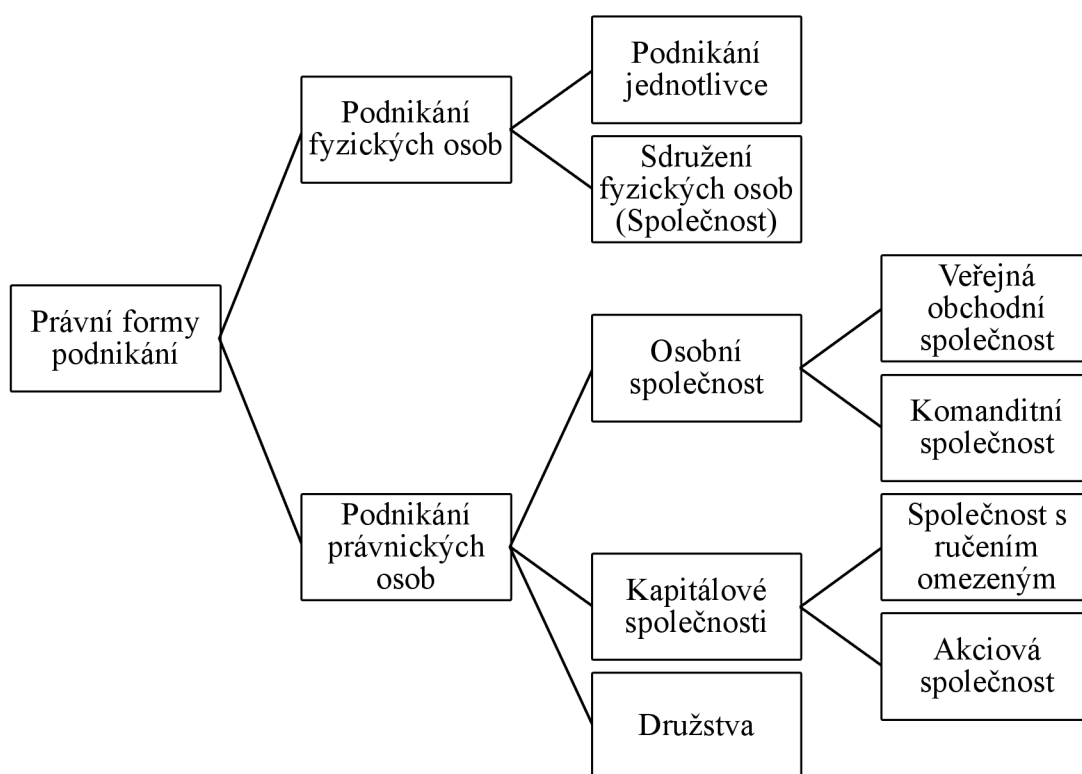 Podnikání
jednotlivce
Podnikání
fyzických osob
Sdružení
fyzických osob
(Společnost)
Veřejná
obchodní
společnost
Právní formy
podnikání
Osobní
společnost
Komanditní
společnost
Podnikání
právnických
osob
Společnost s
ručením
omezeným
Kapitálové
společnosti
Akciová
společnost
Družstva